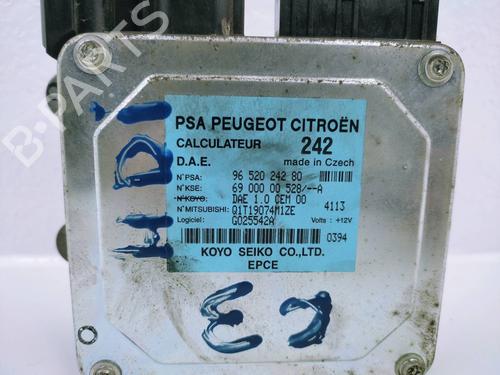 PSA PEUGEOT CITROËN
CALCULATEUR 242
D.A.E. made in Czech
N°PSA: 96 520 242 80
N°KSE: 69 000 00 528/--A
N°KOYO: DAE 1.0 CEM 00
N°MITSUBISHI: Q1T19074M1ZE 4113
Logiciel: G025542A Volts: +12V
0394
KOYO SEIKO CO.,LTD.
EPCE
HDI
C3
B-PARTS